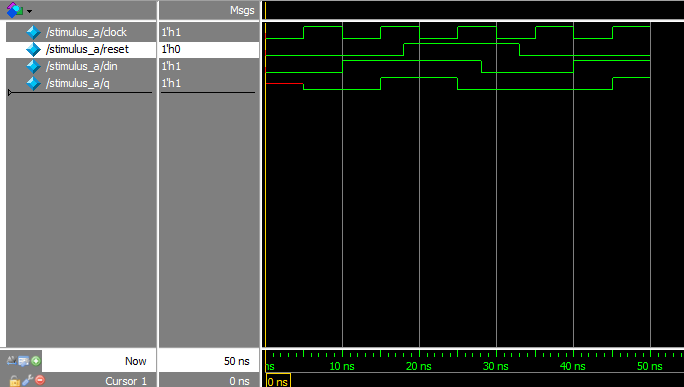 Msgs
/stimulus_a/clock 1'h1
/stimulus_a/reset 1'h0
/stimulus_a/din 1'h1
/stimulus_a/q 1'h1
Now 50 ns ns 10 ns 20 ns 30 ns 40 ns 50 ns
Cursor 1 0 ns 0 ns